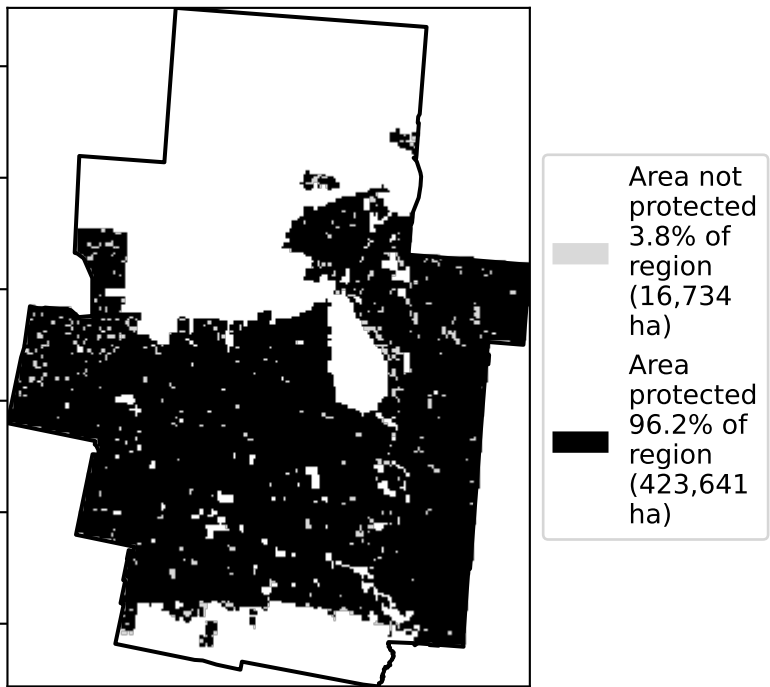 Area not
protected
3.8% of
region
(16,734
ha)
Area
protected
96.2% of
region
(423,641
ha)